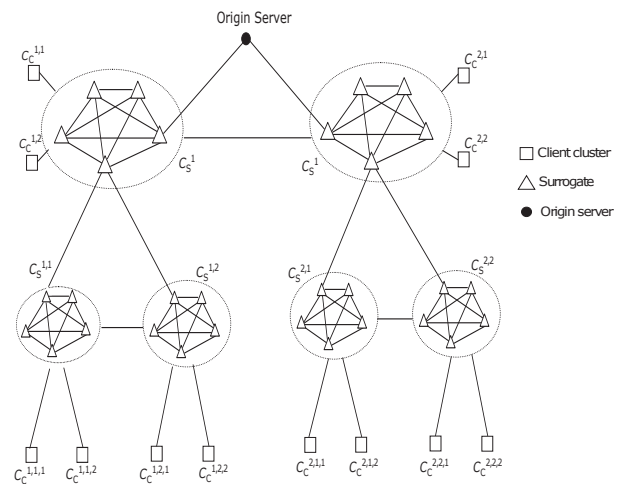 Origin Server
C_C^1,1
C_C^2,1
C_C^1,2
C_C^2,2
C_S^1
C_S^1
Client cluster
Surrogate
Origin server
C_S^1,1
C_S^1,2
C_S^2,1
C_S^2,2
C_C^1,1,1
C_C^1,1,2
C_C^1,2,1
C_C^1,2,2
C_C^2,1,1
C_C^2,1,2
C_C^2,2,1
C_C^2,2,2